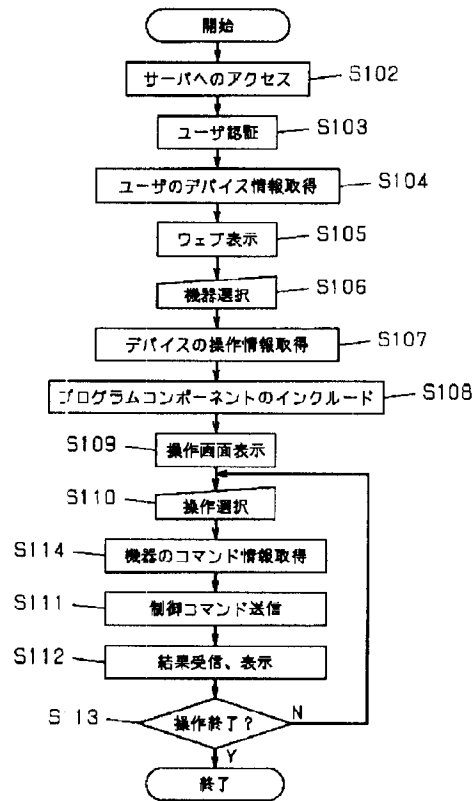 開始
サーバへのアクセス
S102
ユーザ認証
S103
ユーザのデバイス情報取得
S104
ウェブ表示
S105
機器選択
S106
デバイスの操作情報取得
S107
プログラムコンポーネントのインクルード
S108
S109
操作画面表示
S110
操作選択
S114
機器のコマンド情報取得
S111
制御コマンド送信
S112
結果受信、表示
S113
操作終了?
N
Y
終了